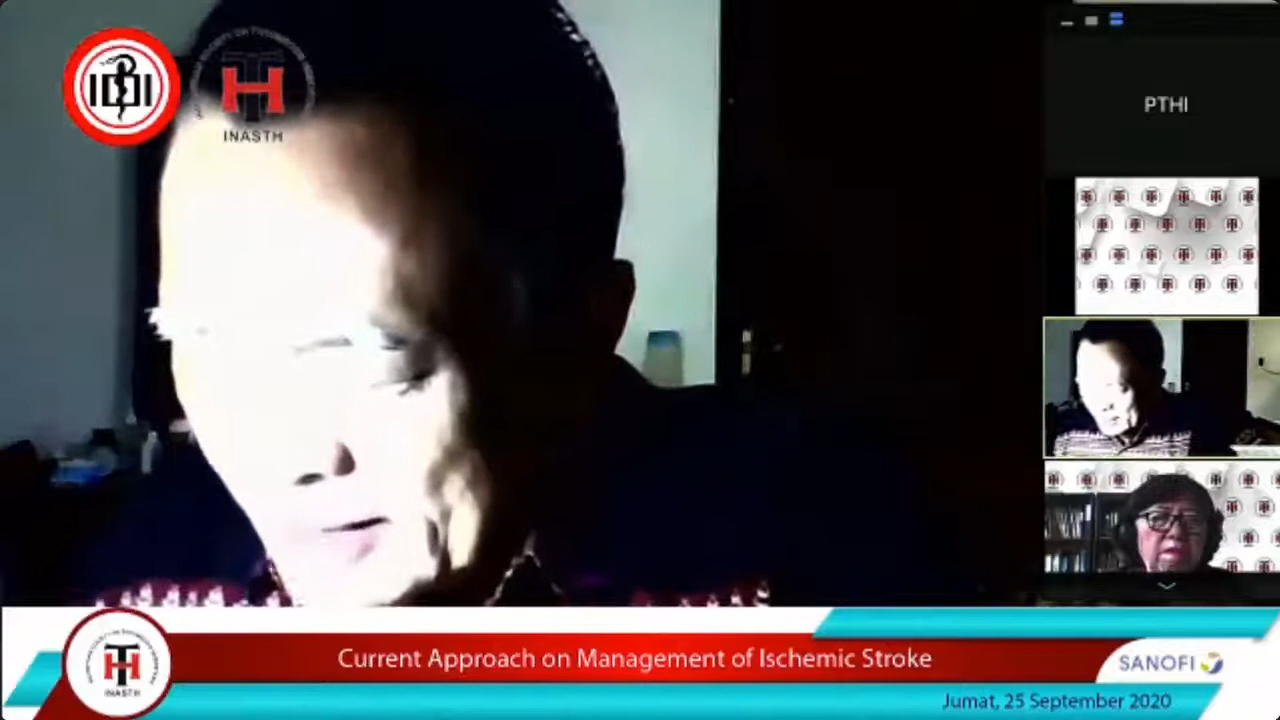 IDI
INASTH
PTHI
Current Approach on Management of Ischemic Stroke
INASTH
SANOFI
Jumat, 25 September 2020